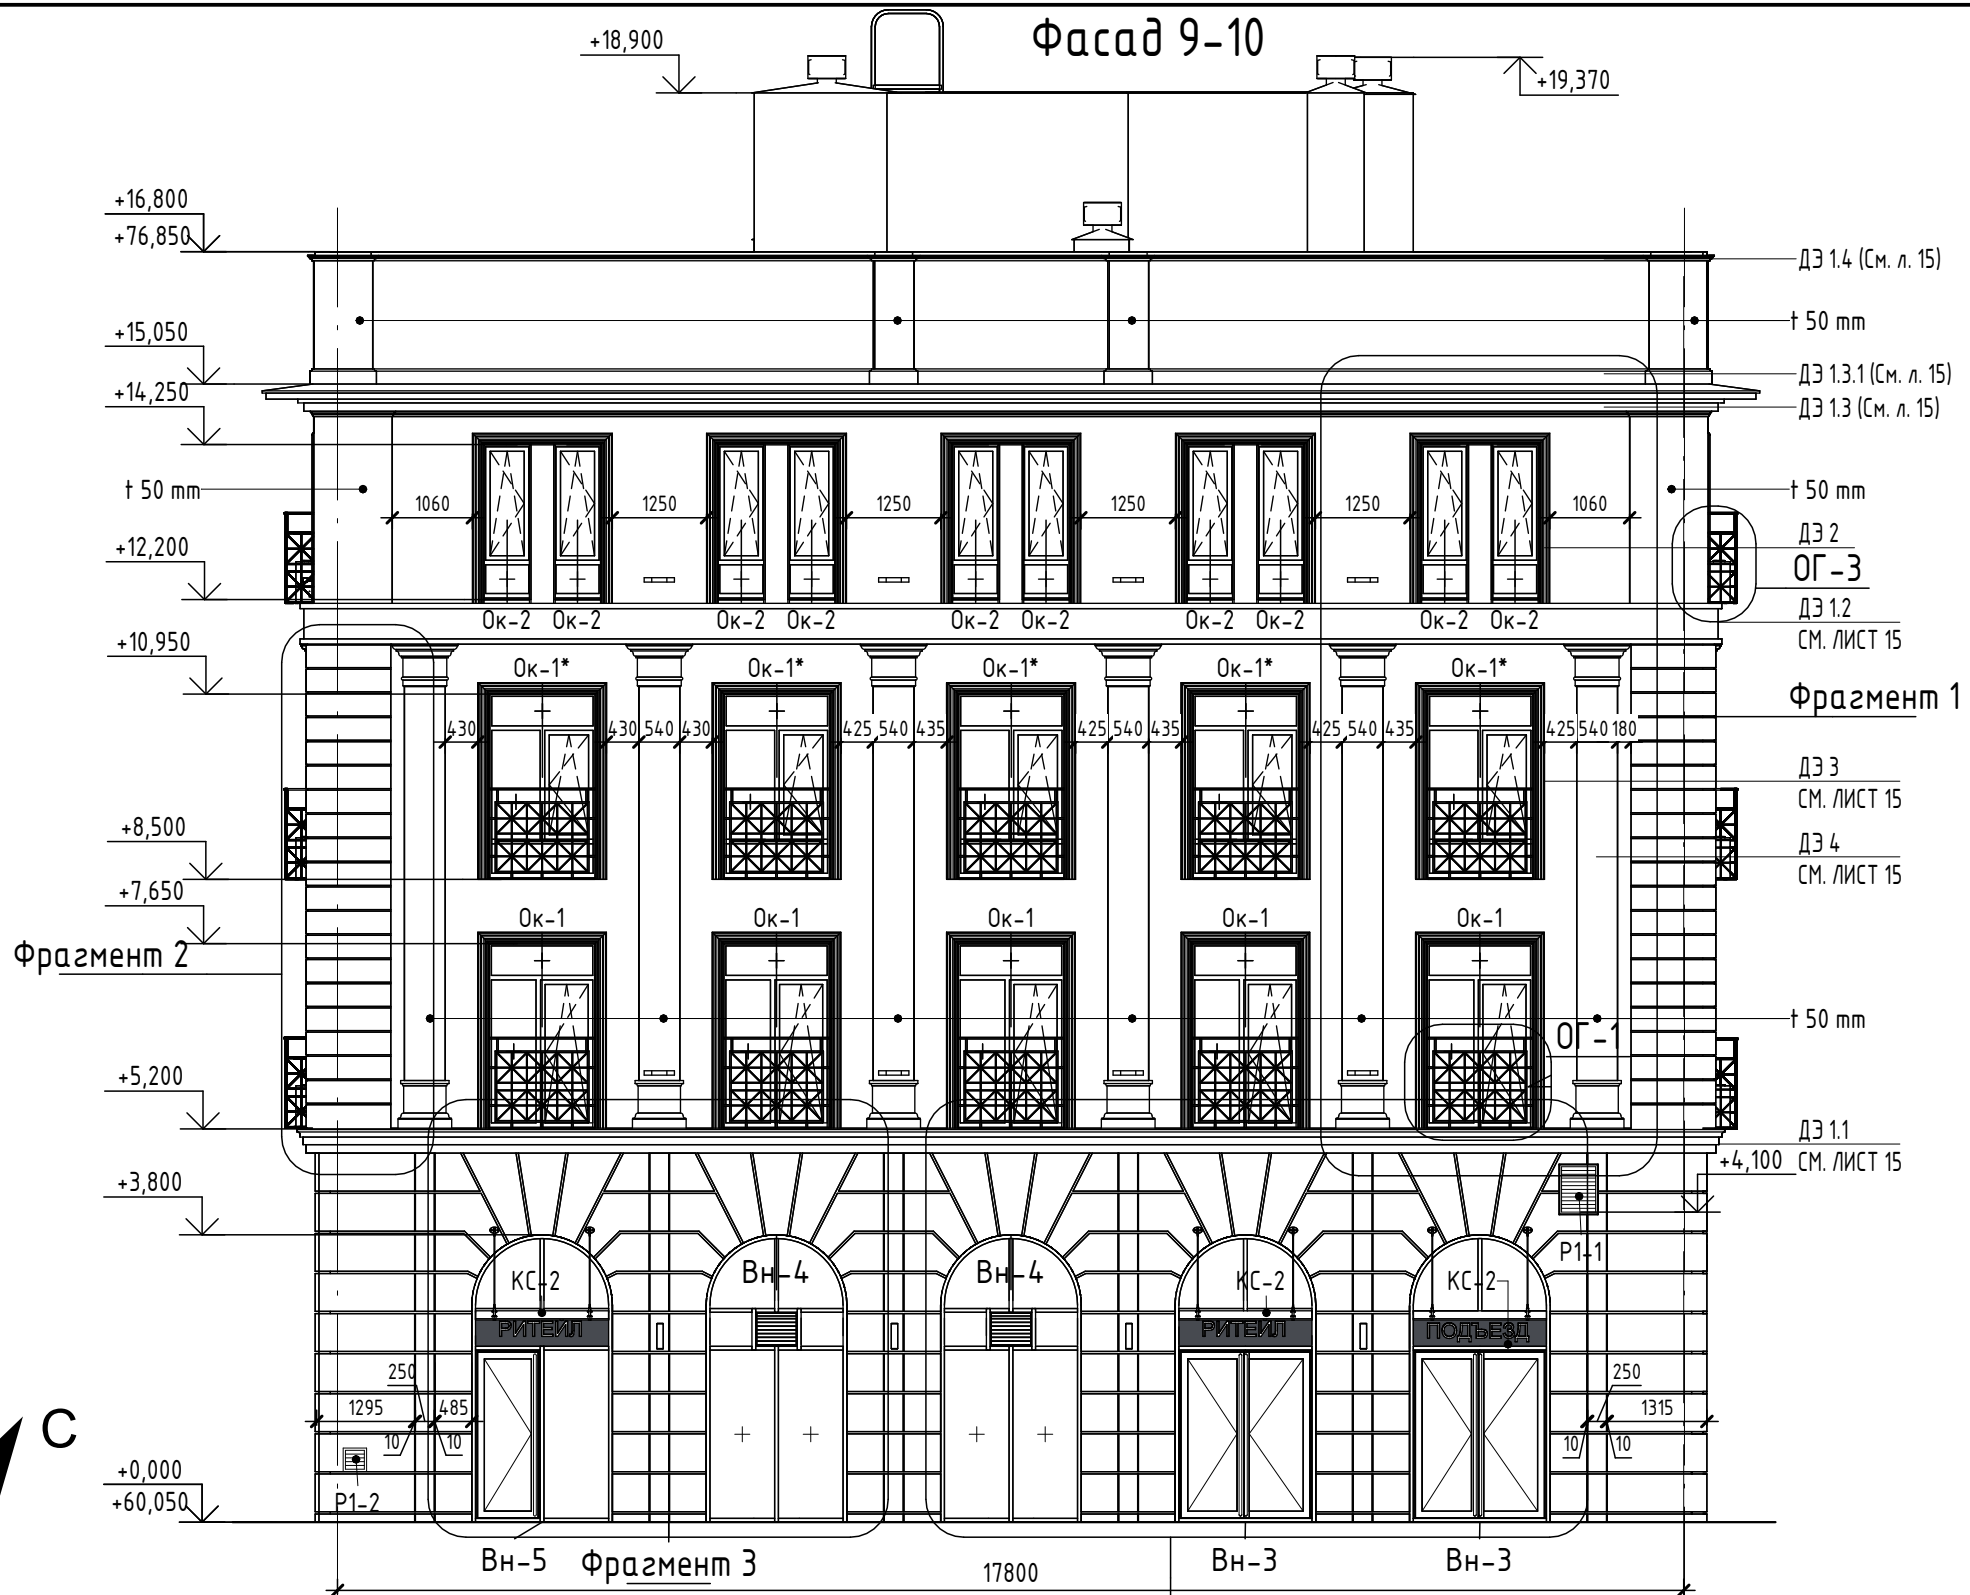 Фасад 9-10
+18,900
+19,370
+16,800
+76,850
ДЭ 1.4 (См. л. 15)
t 50 mm
+15,050
ДЭ 1.3.1 (См. л. 15)
+14,250
ДЭ 1.3 (См. л. 15)
t 50 mm
t 50 mm
1060 1250 1250 1250 1250 1060
ДЭ 2
+12,200
ОГ-3
Ок-2 Ок-2 Ок-2 Ок-2 Ок-2 Ок-2 Ок-2 Ок-2 Ок-2 Ок-2
ДЭ 1.2
СМ. ЛИСТ 15
+10,950
Ок-1* Ок-1* Ок-1* Ок-1* Ок-1*
Фрагмент 1
430 430 540 430 425 540 435 425 540 435 425 540 435 425 540 180
ДЭ 3
СМ. ЛИСТ 15
+8,500
ДЭ 4
СМ. ЛИСТ 15
+7,650
Ок-1 Ок-1 Ок-1 Ок-1 Ок-1
Фрагмент 2
t 50 mm
ОГ-1
+5,200
ДЭ 1.1
+4,100 СМ. ЛИСТ 15
+3,800
Р1-1
КС-2 Вн-4 Вн-4 КС-2 КС-2
РИТЕЙЛ РИТЕЙЛ ПОДЪЕЗД
250 250
1295 485 1315
10 10 10 10
С
+0,000
+60,050
Р1-2
Вн-5 Фрагмент 3 Вн-3 Вн-3
17800